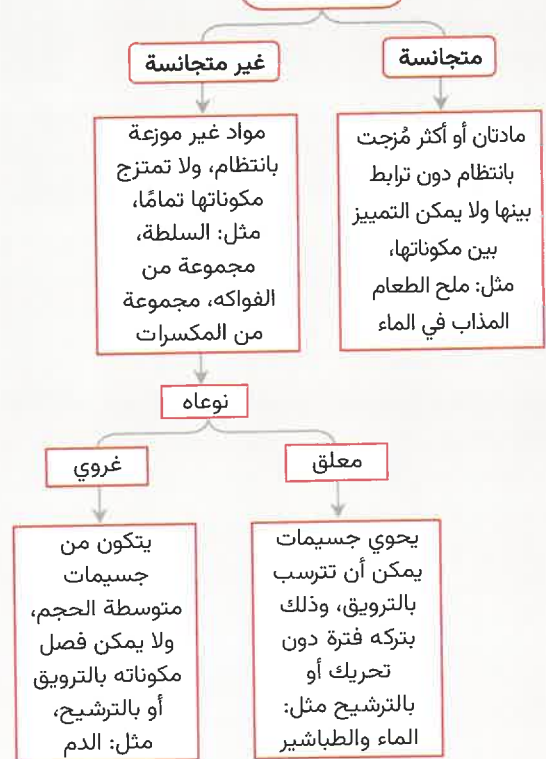 متجانسة
مادتان أو أكثر مُزجت
بانتظام دون ترابط
بينها ولا يمكن التمييز
بين مكوناتها،
مثل: ملح الطعام
المذاب في الماء
غير متجانسة
مواد غير موزعة
بانتظام، ولا تمتزج
مكوناتها تمامًا،
مثل: السلطة،
مجموعة من
الفواكه، مجموعة
من المكسرات
نوعاه
معلق
يحوي جسيمات
يمكن أن تترسب
بالترويق، وذلك
بتركه فترة دون
تحريك أو
بالترشيح مثل:
الماء والطباشير
غروي
يتكون من
جسيمات
متوسطة الحجم،
ولا يمكن فصل
مكوناته بالترويق
أو بالترشيح،
مثل: الدم